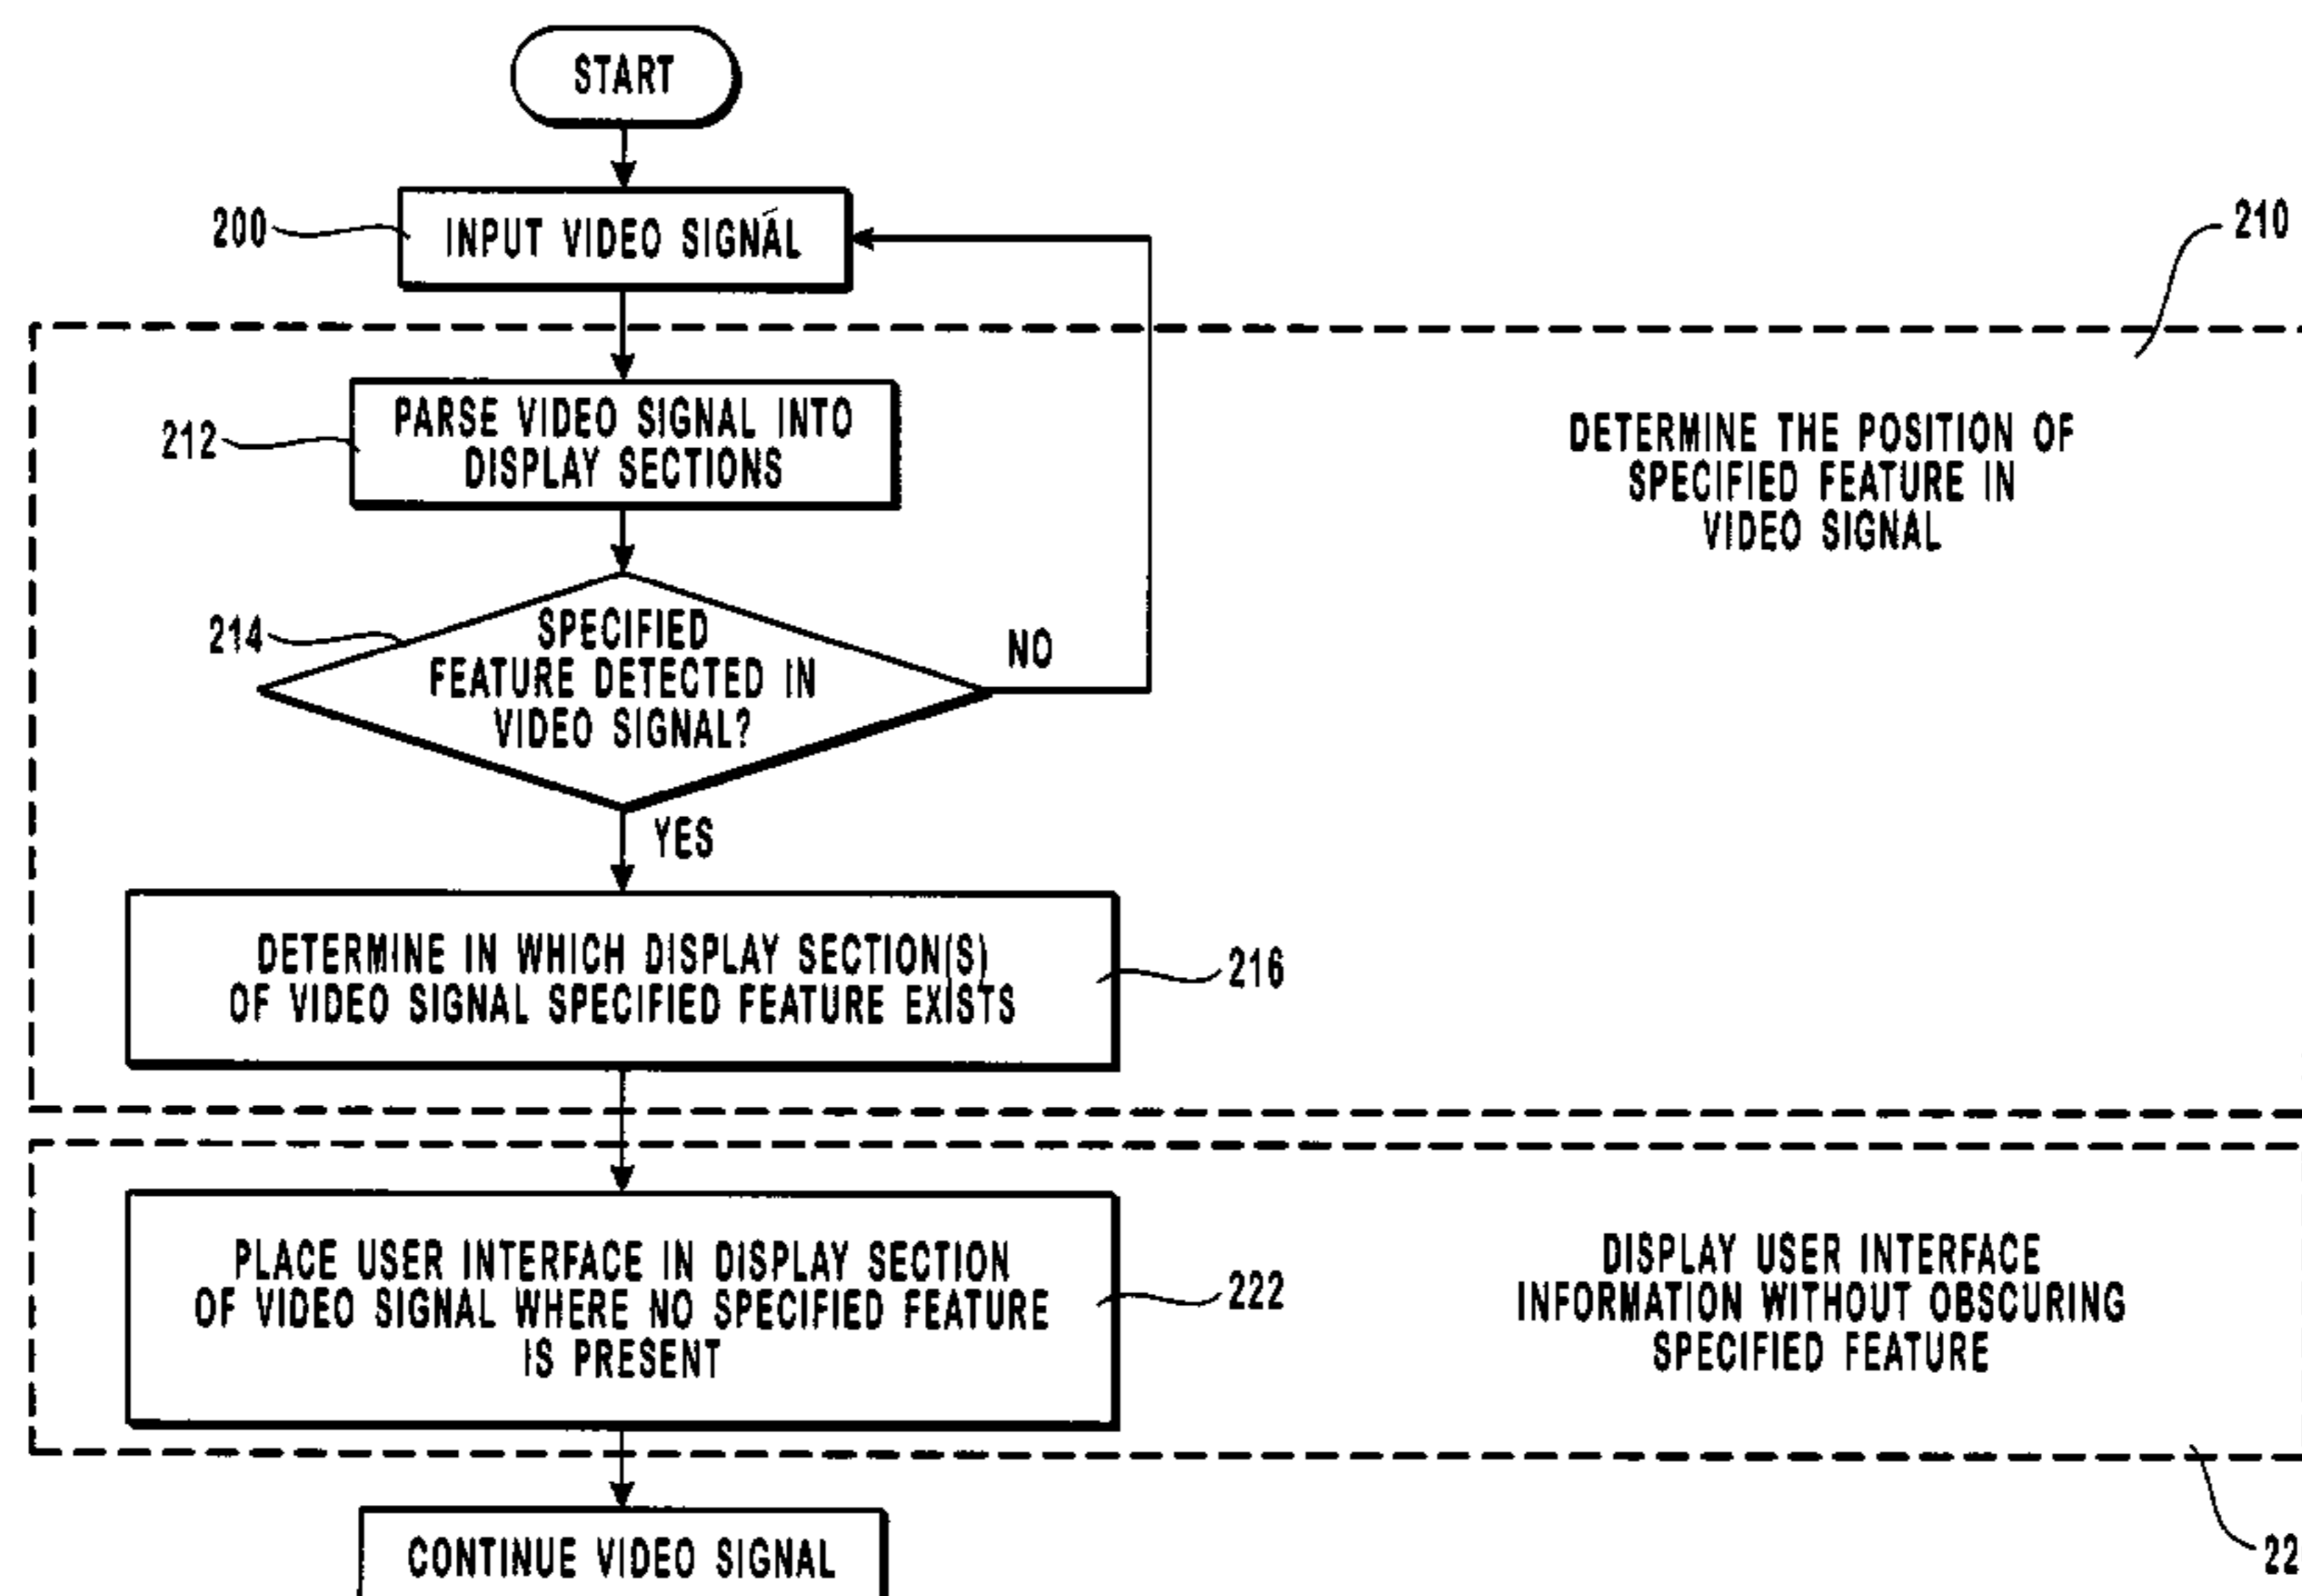 START
200
INPUT VIDEO SIGNAL
210
212
PARSE VIDEO SIGNAL INTO
DISPLAY SECTIONS
DETERMINE THE POSITION OF
SPECIFIED FEATURE IN
VIDEO SIGNAL
214
SPECIFIED
FEATURE DETECTED IN
VIDEO SIGNAL?
NO
YES
DETERMINE IN WHICH DISPLAY SECTION(S)
OF VIDEO SIGNAL SPECIFIED FEATURE EXISTS
216
PLACE USER INTERFACE IN DISPLAY SECTION
OF VIDEO SIGNAL WHERE NO SPECIFIED FEATURE
IS PRESENT
222
DISPLAY USER INTERFACE
INFORMATION WITHOUT OBSCURING
SPECIFIED FEATURE
22
CONTINUE VIDEO SIGNAL